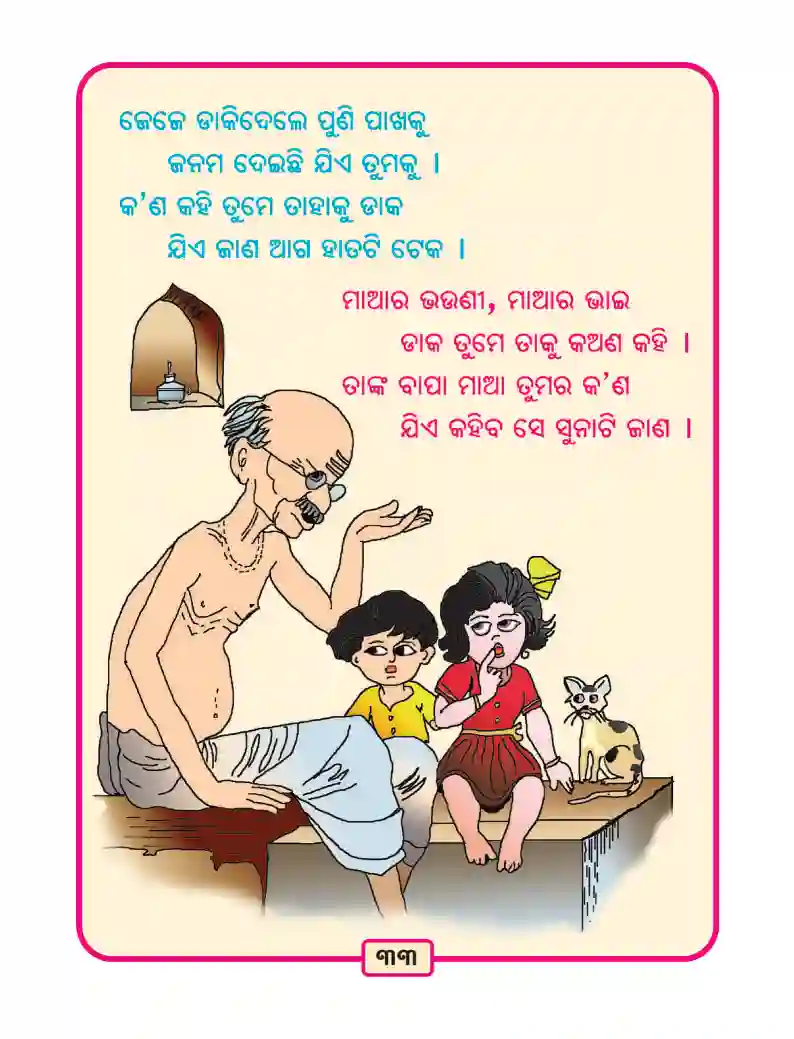 ଜେଜେ ଡାକିଦେଲେ ପୁଣି ପାଖକୁ
ଜନମ ଦେଇଛି ଯିଏ ତୁମକୁ ।
କ’ଣ କହି ତୁମେ ତାହାକୁ ଡାକ
ଯିଏ ଜାଣ ଆଗ ହାତଟି ଟେକ ।
ମାଆର ଭଉଣୀ, ମାଆର ଭାଇ
ଡାକ ତୁମେ ତାକୁ କଅଣ କହି ।
ତାଙ୍କ ବାପା ମାଆ ତୁମର କ’ଣ
ଯିଏ କହିବ ସେ ସୁନାଟି ଜାଣ ।
୩୩